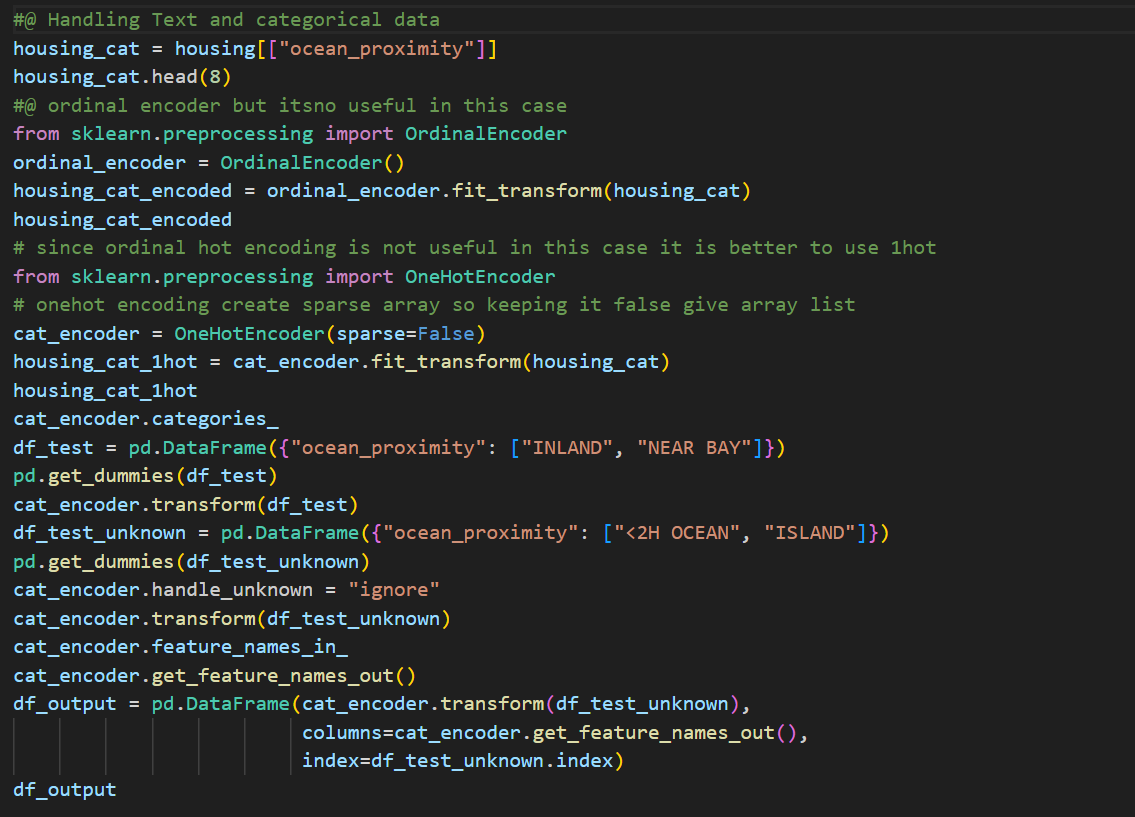 #@ Handling Text and categorical data
housing_cat = housing[["ocean_proximity"]]
housing_cat.head(8)
#@ ordinal encoder but itsno useful in this case
from sklearn.preprocessing import OrdinalEncoder
ordinal_encoder = OrdinalEncoder()
housing_cat_encoded = ordinal_encoder.fit_transform(housing_cat)
housing_cat_encoded
# since ordinal hot encoding is not useful in this case it is better to use 1hot
from sklearn.preprocessing import OneHotEncoder
# onehot encoding create sparse array so keeping it false give array list
cat_encoder = OneHotEncoder(sparse=False)
housing_cat_1hot = cat_encoder.fit_transform(housing_cat)
housing_cat_1hot
cat_encoder.categories_
df_test = pd.DataFrame({"ocean_proximity": ["INLAND", "NEAR BAY"]})
pd.get_dummies(df_test)
cat_encoder.transform(df_test)
df_test_unknown = pd.DataFrame({"ocean_proximity": ["<2H OCEAN", "ISLAND"]})
pd.get_dummies(df_test_unknown)
cat_encoder.handle_unknown = "ignore"
cat_encoder.transform(df_test_unknown)
cat_encoder.feature_names_in_
cat_encoder.get_feature_names_out()
df_output = pd.DataFrame(cat_encoder.transform(df_test_unknown),
                         columns=cat_encoder.get_feature_names_out(),
                         index=df_test_unknown.index)
df_output